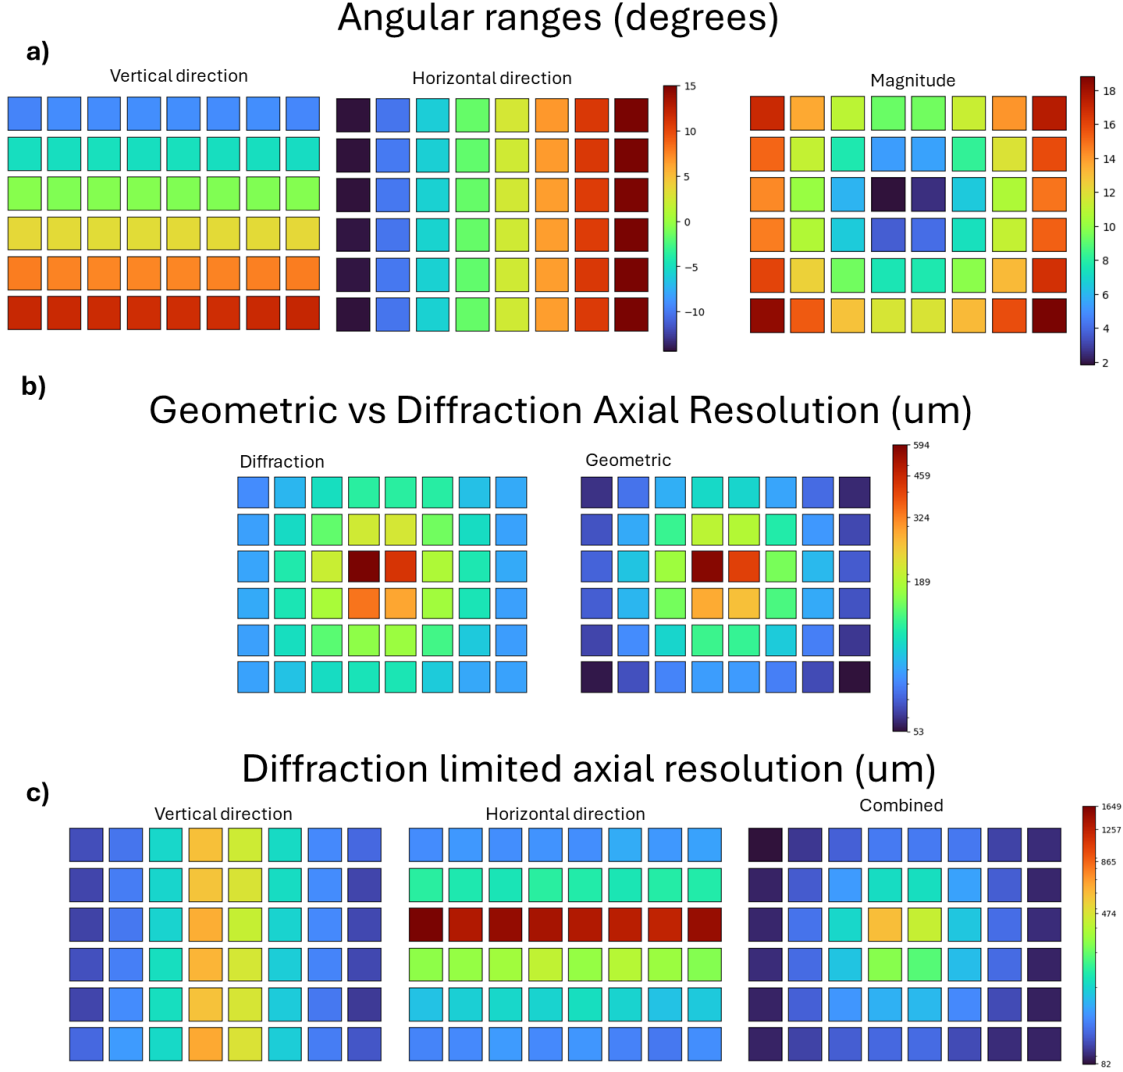 Angular ranges (degrees)
a)
Vertical direction
Horizontal direction
Magnitude
15
10
5
0
−5
−10
18
16
14
12
10
8
6
4
2
b)
Geometric vs Diffraction Axial Resolution (um)
Diffraction
Geometric
594
459
324
189
53
Diffraction limited axial resolution (um)
c)
Vertical direction
Horizontal direction
Combined
1649
1257
865
474
82